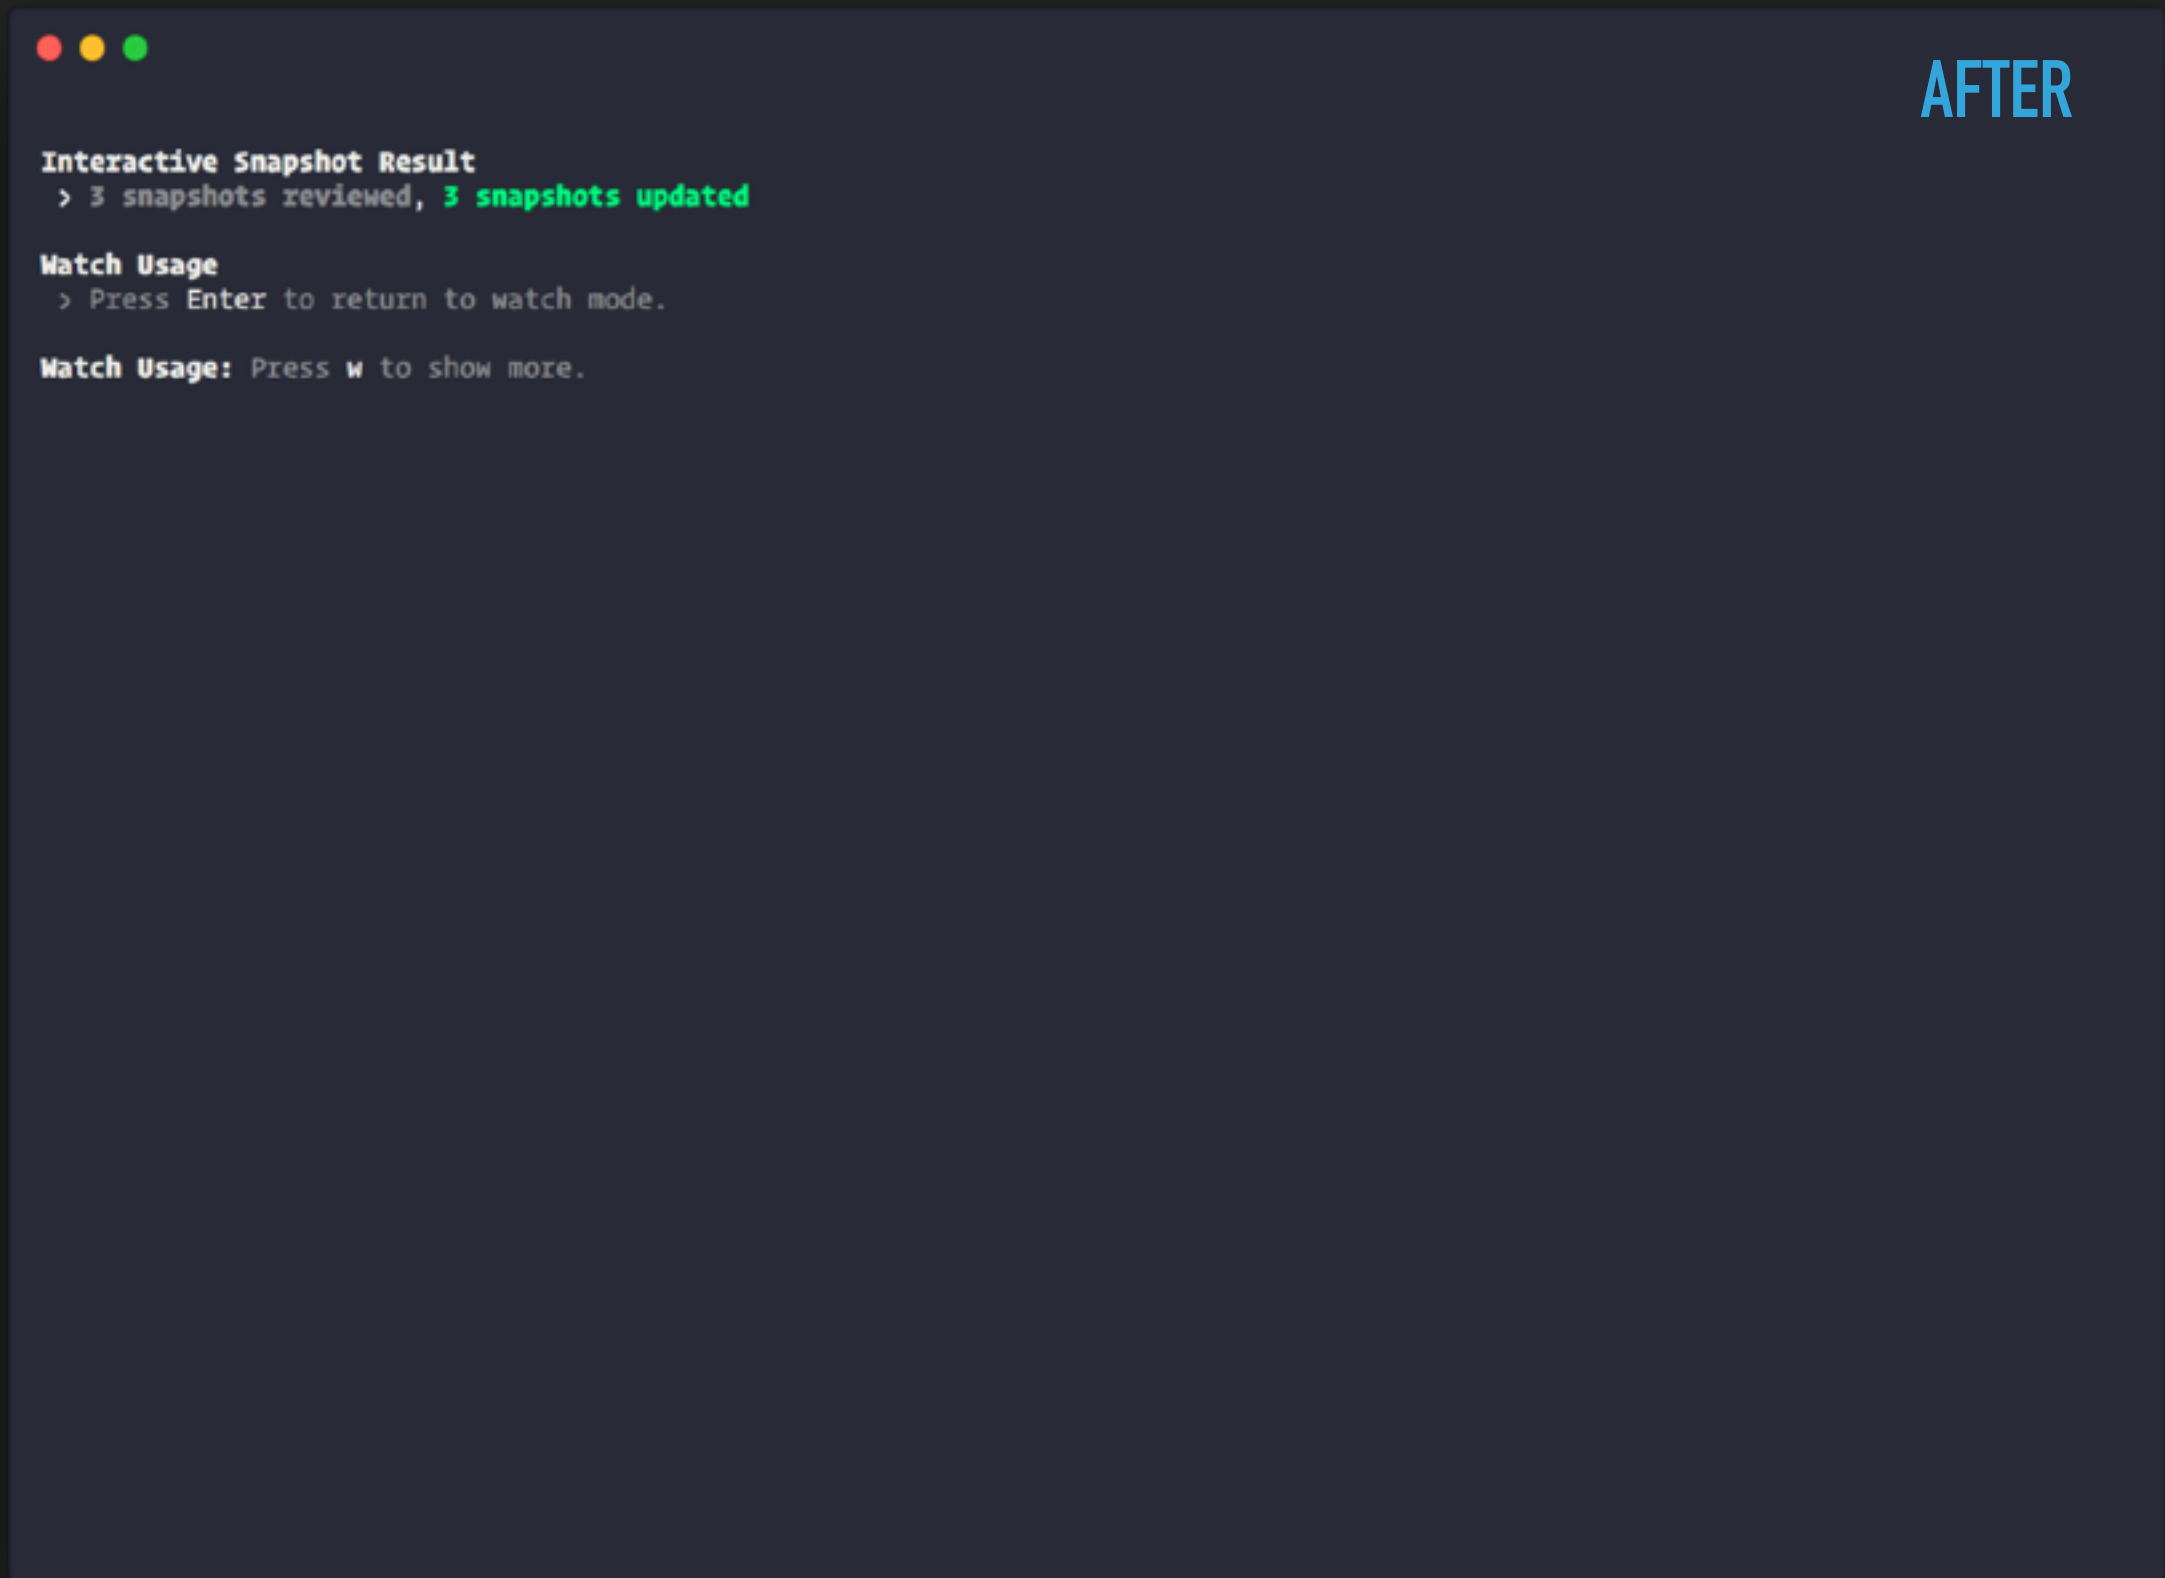 AFTER
Interactive Snapshot Result
› 3 snapshots reviewed, 3 snapshots updated
Watch Usage
› Press Enter to return to watch mode.
Watch Usage: Press w to show more.